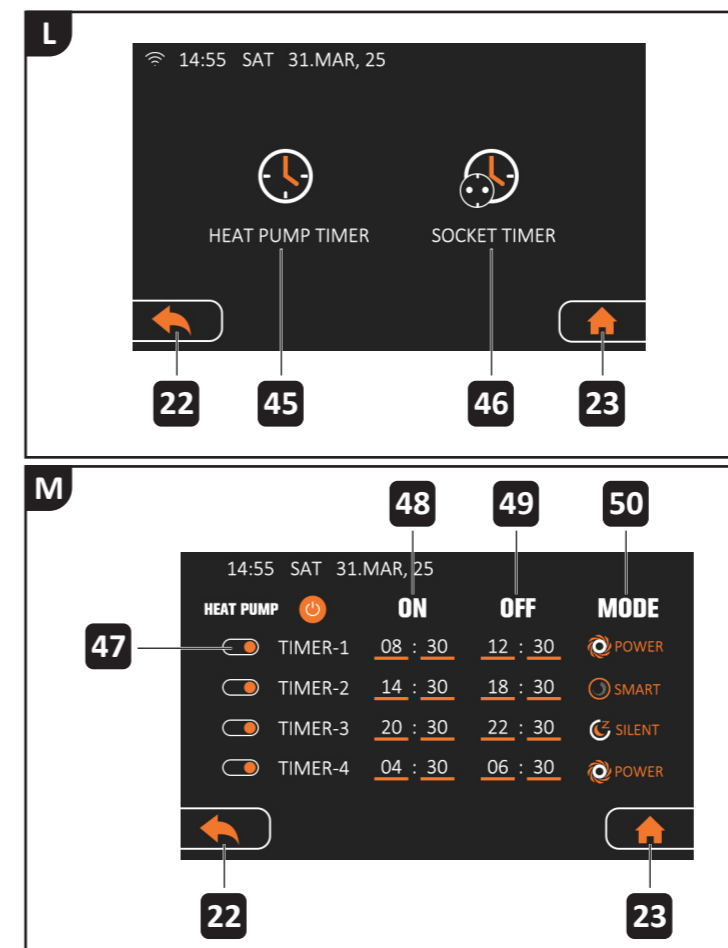 L
14:55 SAT 31.MAR, 25
HEAT PUMP TIMER SOCKET TIMER
22 45 46 23
M
48 49 50
14:55 SAT 31.MAR, 25
HEAT PUMP ON OFF MODE
47 TIMER-1 08 : 30 12 : 30 POWER
TIMER-2 14 : 30 18 : 30 SMART
TIMER-3 20 : 30 22 : 30 SILENT
TIMER-4 04 : 30 06 : 30 POWER
22 23